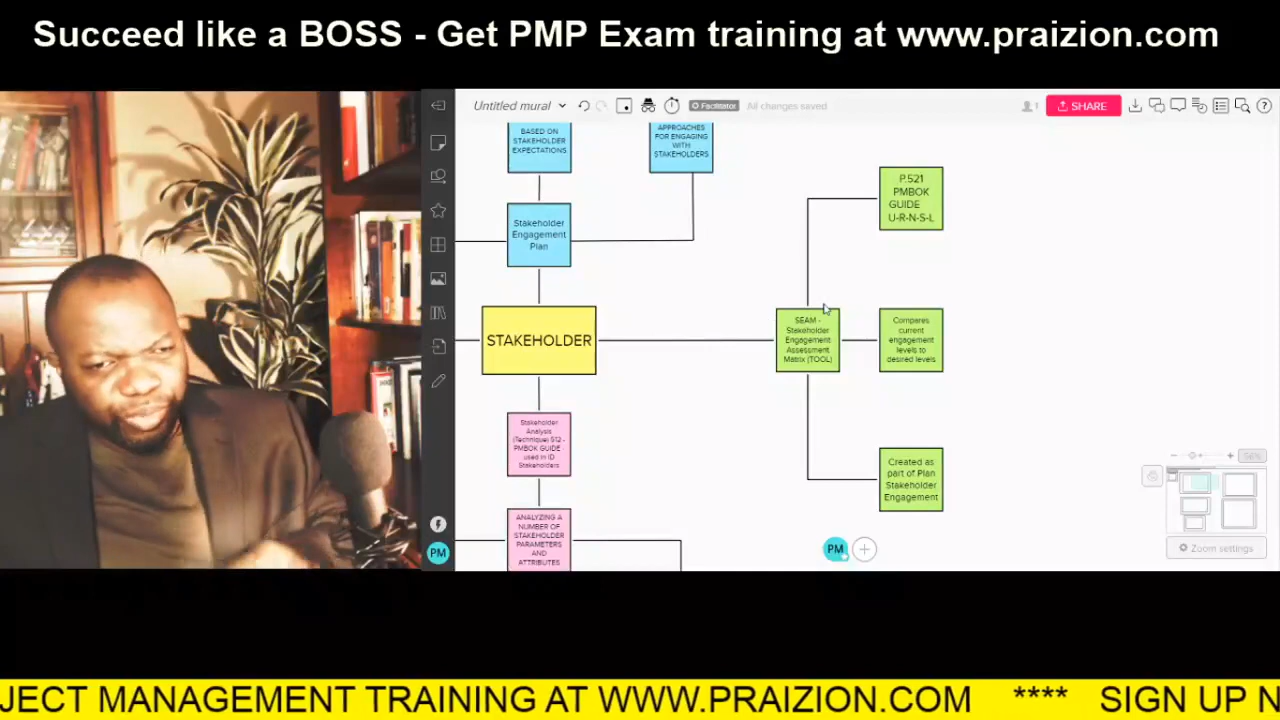 Succeed like a BOSS - Get PMP Exam training at www.praizion.com
Untitled mural
Facilitator
All changes saved
1
SHARE
?
BASED ON
STAKEHOLDER
EXPECTATIONS
APPROACHES
FOR ENGAGING
WITH
STAKEHOLDERS
P.521
PMBOK
GUIDE
U-R-N-S-L
Stakeholder
Engagement
Plan
STAKEHOLDER
SEAM -
Stakeholder
Engagement
Assessment
Matrix (TOOL)
Compares
current
engagement
levels to
desired levels
Stakeholder
Analysis
(Technique) 512 -
PMBOK GUIDE -
used in ID
Stakeholders
Created as
part of Plan
Stakeholder
Engagement
ANALYZING A
NUMBER OF
STAKEHOLDER
PARAMETERS
AND
ATTRIBUTES
56%
Zoom settings
PM
PM
JECT MANAGEMENT TRAINING AT WWW.PRAIZION.COM **** SIGN UP N